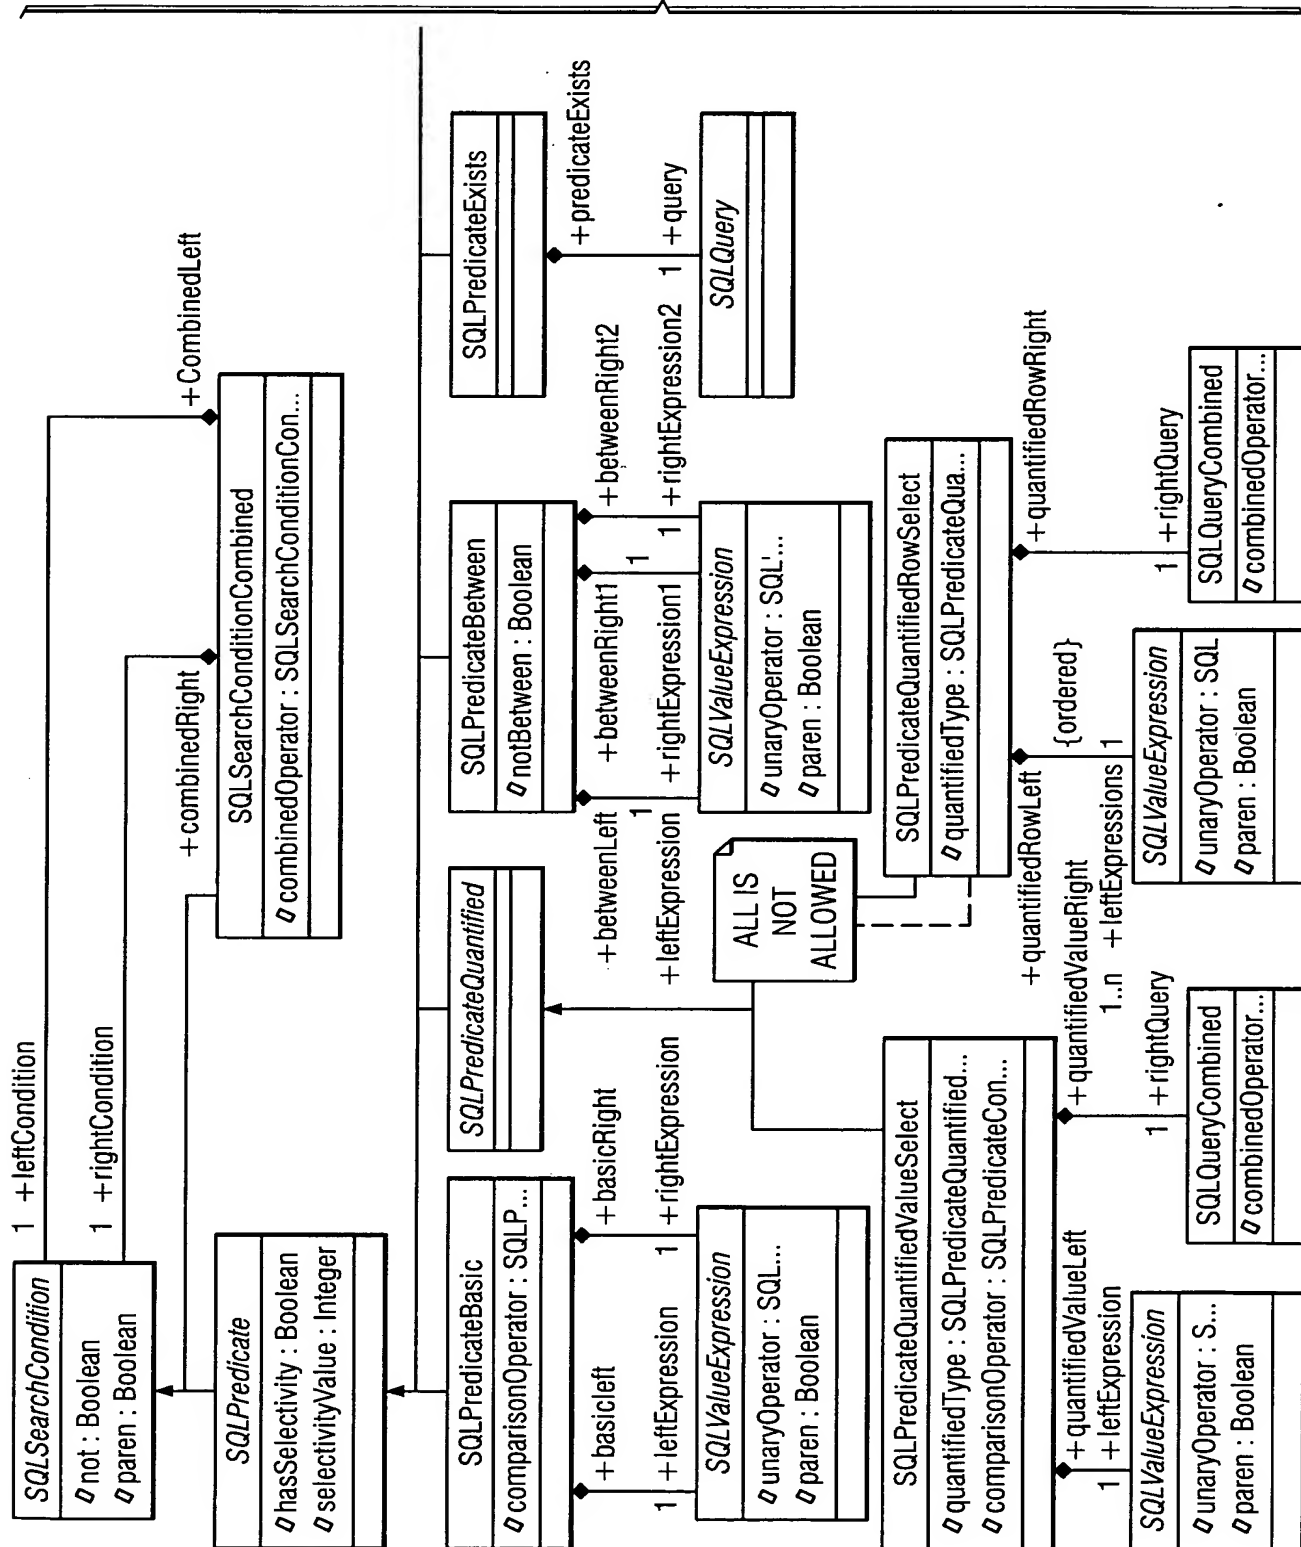 1 +leftCondition
SQLSearchCondition
not : Boolean
paren : Boolean
1 +rightCondition
+combinedRight
+CombinedLeft
SQLPredicate
hasSelectivity : Boolean
selectivityValue : Integer
SQLSearchConditionCombined
combinedOperator : SQLSearchConditionCon...
SQLPredicateBasic
comparisonOperator : SQLP...
SQLPredicateQuantified
SQLPredicateBetween
notBetween : Boolean
SQLPredicateExists
+basicleft
+basicRight
+betweenLeft
+betweenRight1
+betweenRight2
+predicateExists
1 +leftExpression
1 +rightExpression
+leftExpression
1
+rightExpression1
1
1 +rightExpression2
1 +query
SQLValueExpression
unaryOperator : SQL...
paren : Boolean
ALL IS
NOT
ALLOWED
SQLValueExpression
unaryOperator : SQL'...
paren : Boolean
SQLQuery
SQLPredicateQuantifiedValueSelect
quantifiedType : SQLPredicateQuantified...
comparisonOperator : SQLPredicateCon...
SQLPredicateQuantifiedRowSelect
quantifiedType : SQLPredicateQua...
+quantifiedValueLeft
+quantifiedValueRight
+quantifiedRowLeft
{ordered}
+quantifiedRowRight
1 +leftExpression
1 +rightQuery
1..n +leftExpressions 1
1 +rightQuery
SQLValueExpression
unaryOperator : S...
paren : Boolean
SQLQueryCombined
combinedOperator...
SQLValueExpression
unaryOperator : SQL
paren : Boolean
SQLQueryCombined
combinedOperator...